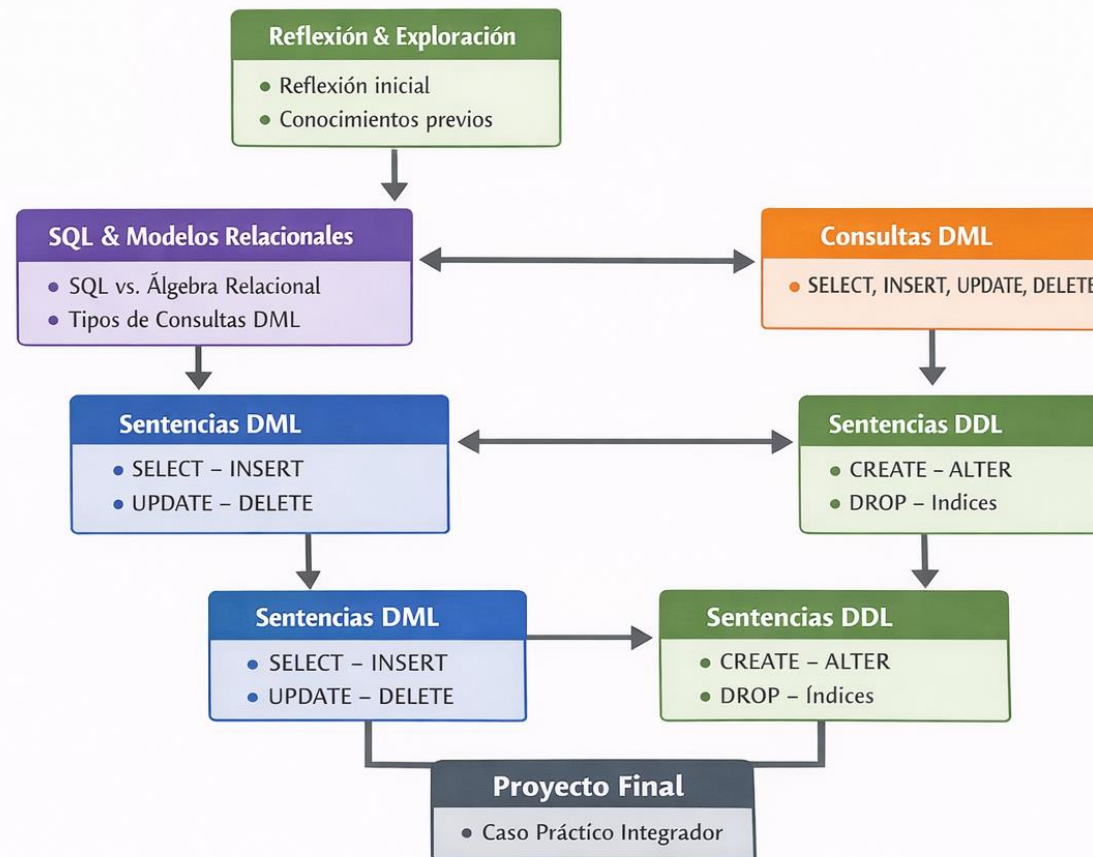 Reflexión & Exploración
• Reflexión inicial
• Conocimientos previos
SQL & Modelos Relacionales
• SQL vs. Álgebra Relacional
• Tipos de Consultas DML
Consultas DML
• SELECT, INSERT, UPDATE, DELETE
Sentencias DML
• SELECT – INSERT
• UPDATE – DELETE
Sentencias DDL
• CREATE – ALTER
• DROP – Indices
Sentencias DML
• SELECT – INSERT
• UPDATE – DELETE
Sentencias DDL
• CREATE – ALTER
• DROP – Índices
Proyecto Final
• Caso Práctico Integrador